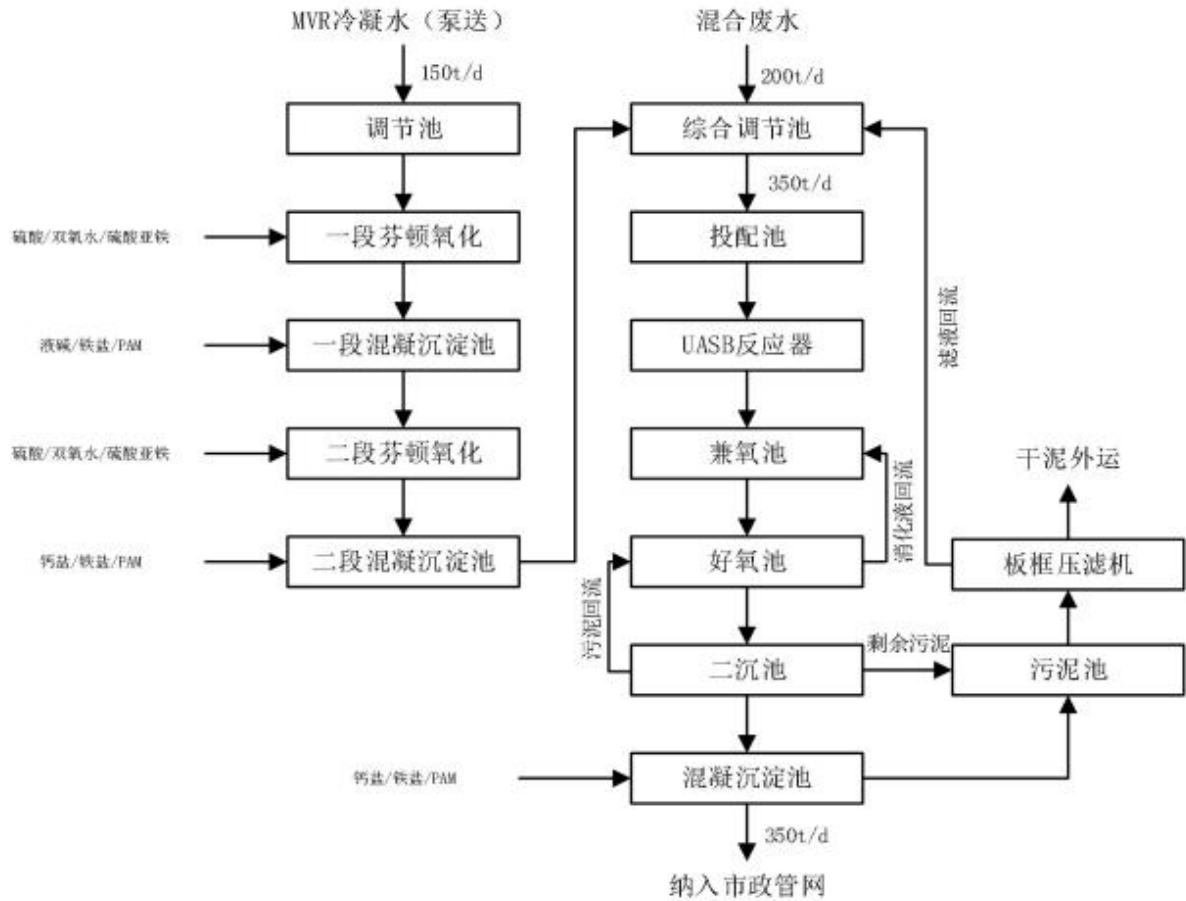 MVR冷凝水（泵送）
混合废水
150t/d
200t/d
调节池
综合调节池
350t/d
硫酸/双氧水/硫酸亚铁
一段芬顿氧化
投配池
滤液回流
液碱/铁盐/PAM
一段混凝沉淀池
UASB反应器
硫酸/双氧水/硫酸亚铁
二段芬顿氧化
兼氧池
消化液回流
干泥外运
钙盐/铁盐/PAM
二段混凝沉淀池
好氧池
板框压滤机
污泥回流
二沉池
剩余污泥
污泥池
钙盐/铁盐/PAM
混凝沉淀池
350t/d
纳入市政管网